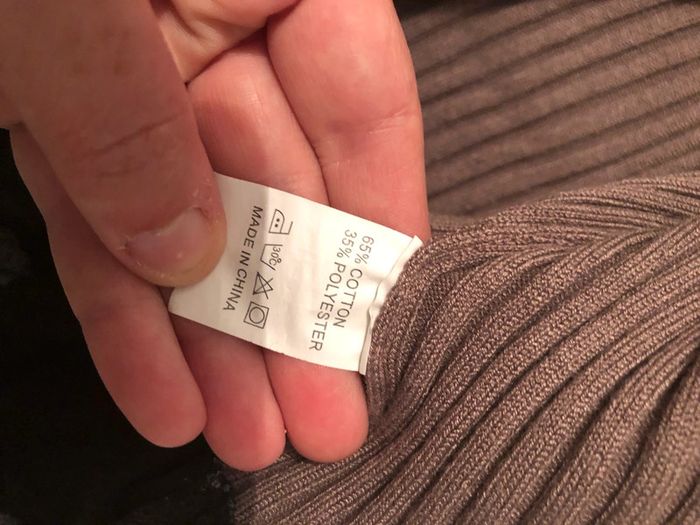 65% COTTON
35% POLYESTER
30°C
MADE IN CHINA